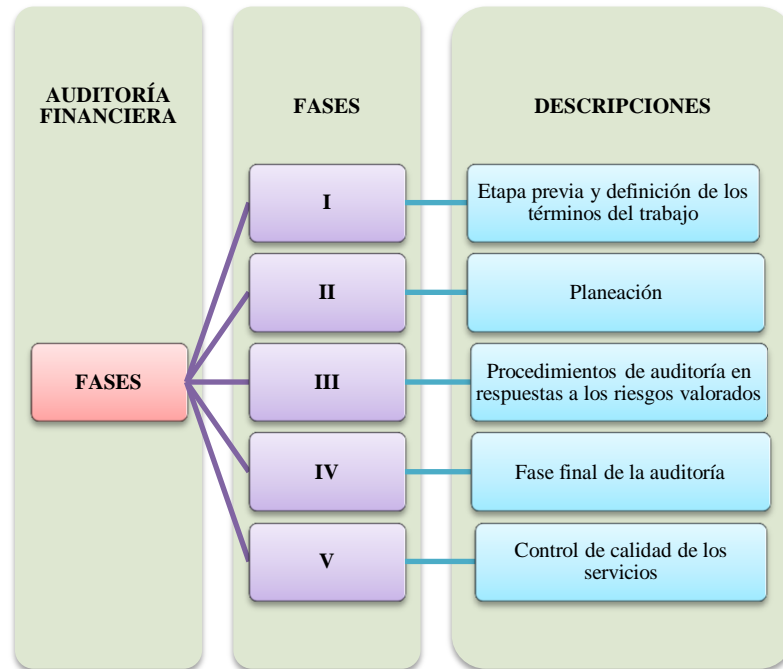 AUDITORÍA
FINANCIERA
FASES
DESCRIPCIONES
FASES
I
Etapa previa y definición de los
términos del trabajo
II
Planeación
III
Procedimientos de auditoría en
respuestas a los riesgos valorados
IV
Fase final de la auditoría
V
Control de calidad de los
servicios